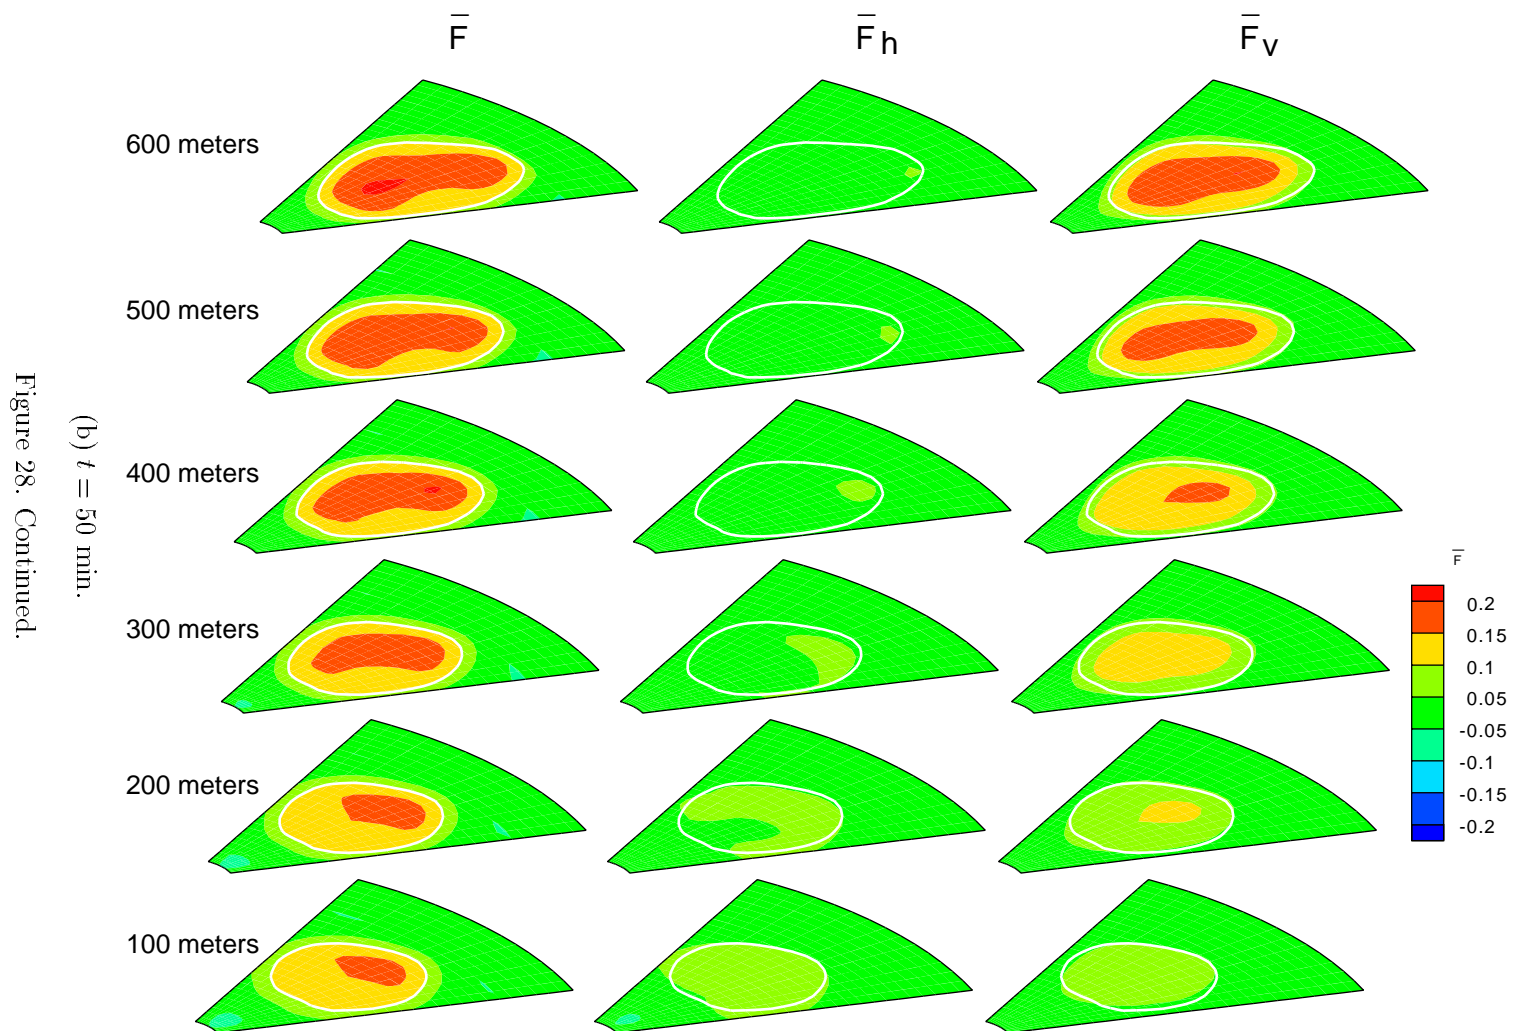 F̅ F̅h F̅v
600 meters
500 meters
400 meters
300 meters
200 meters
100 meters
F̅
0.2
0.15
0.1
0.05
-0.05
-0.1
-0.15
-0.2
(b) t = 50 min.
Figure 28. Continued.